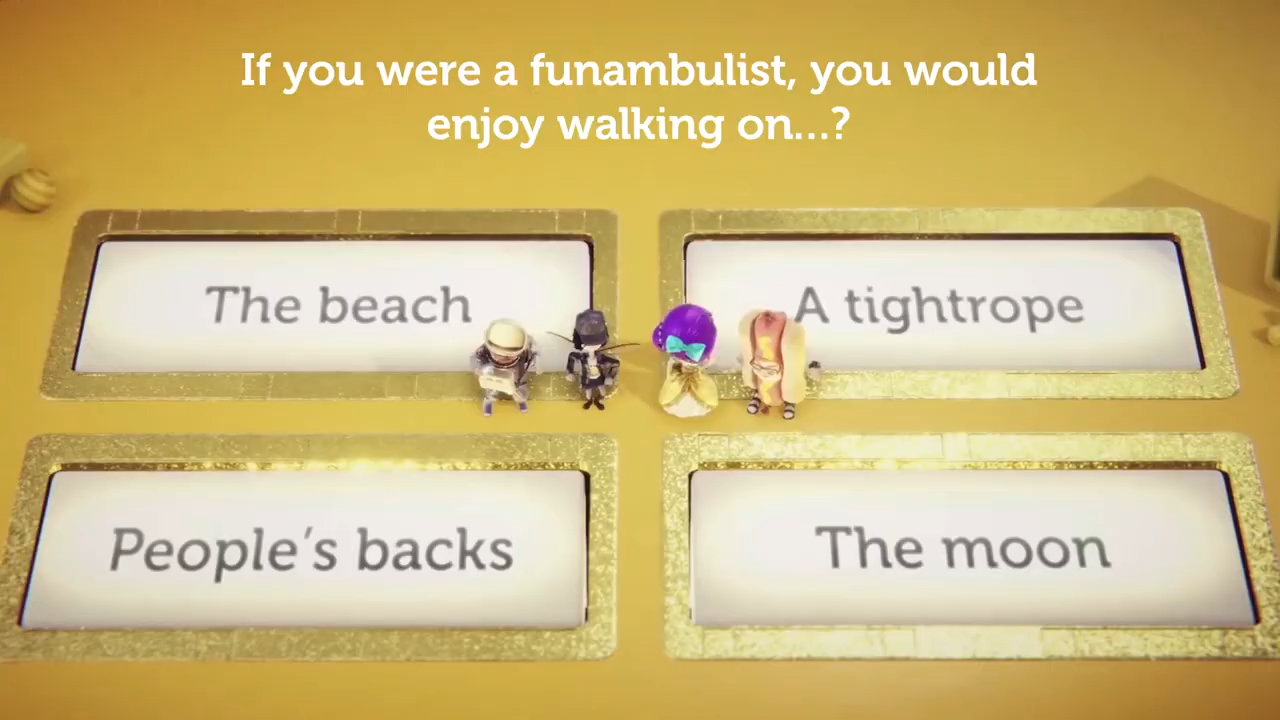 If you were a funambulist, you would
enjoy walking on...?
The beach
A tightrope
People's backs
The moon